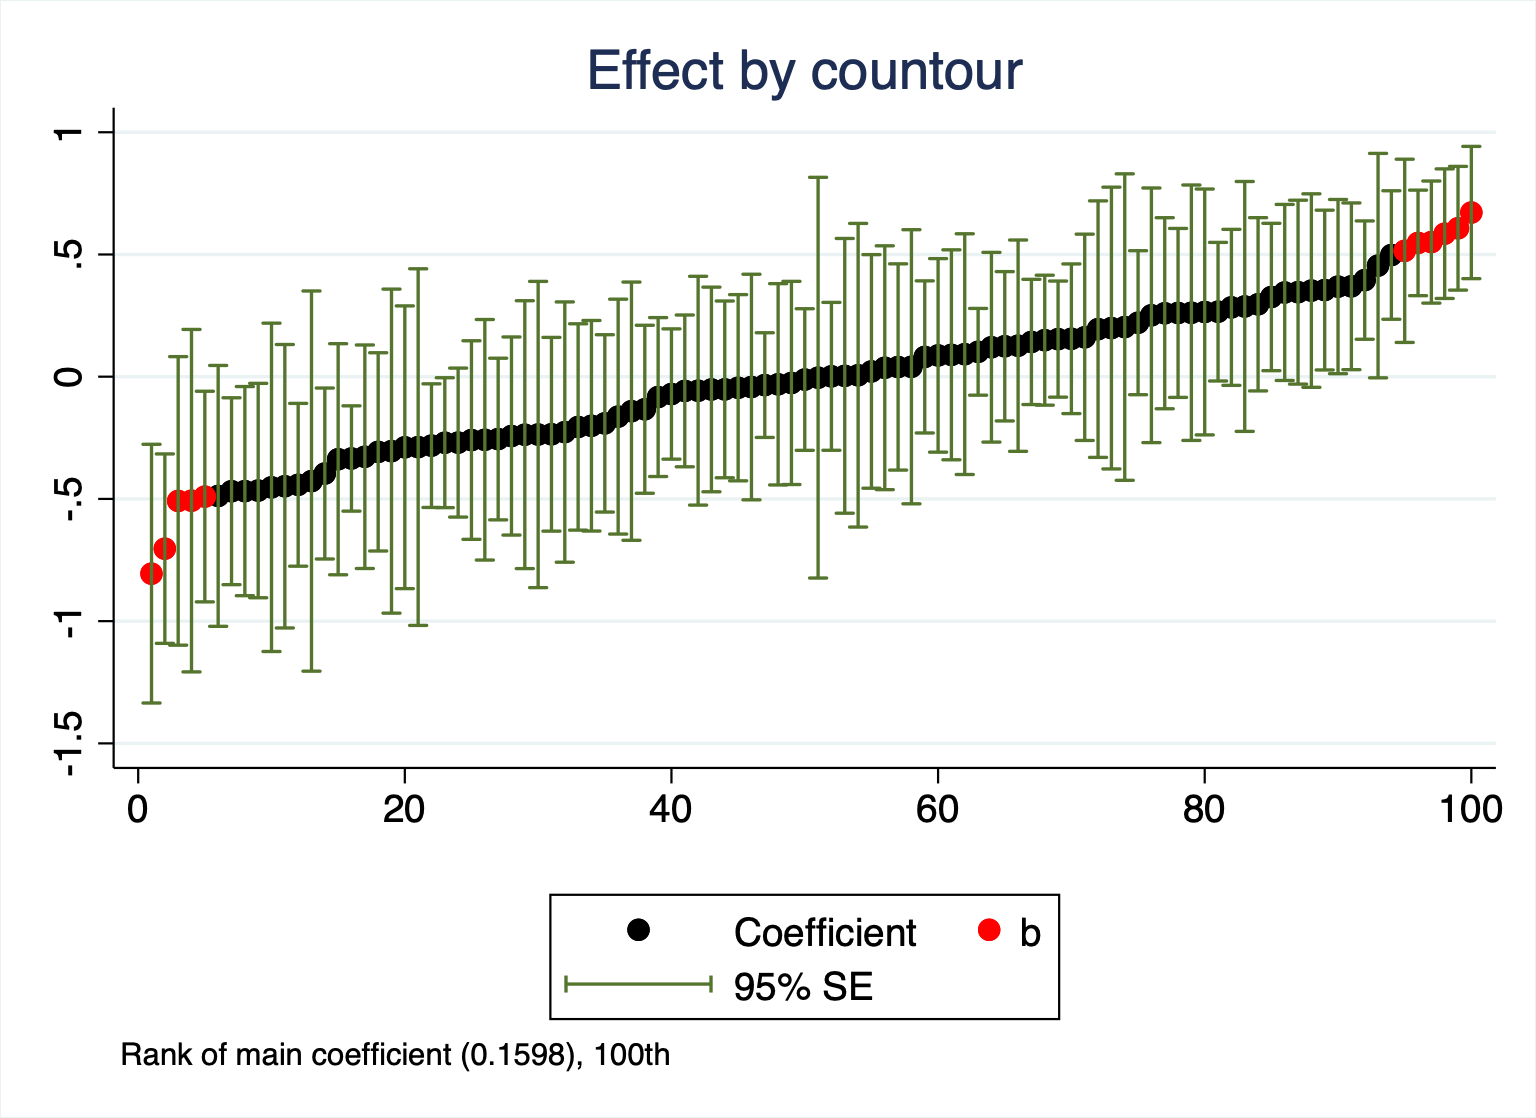 Effect by countour
1
.5
0
-.5
-1
-1.5
0 20 40 60 80 100
Coefficient b
95% SE
Rank of main coefficient (0.1598), 100th